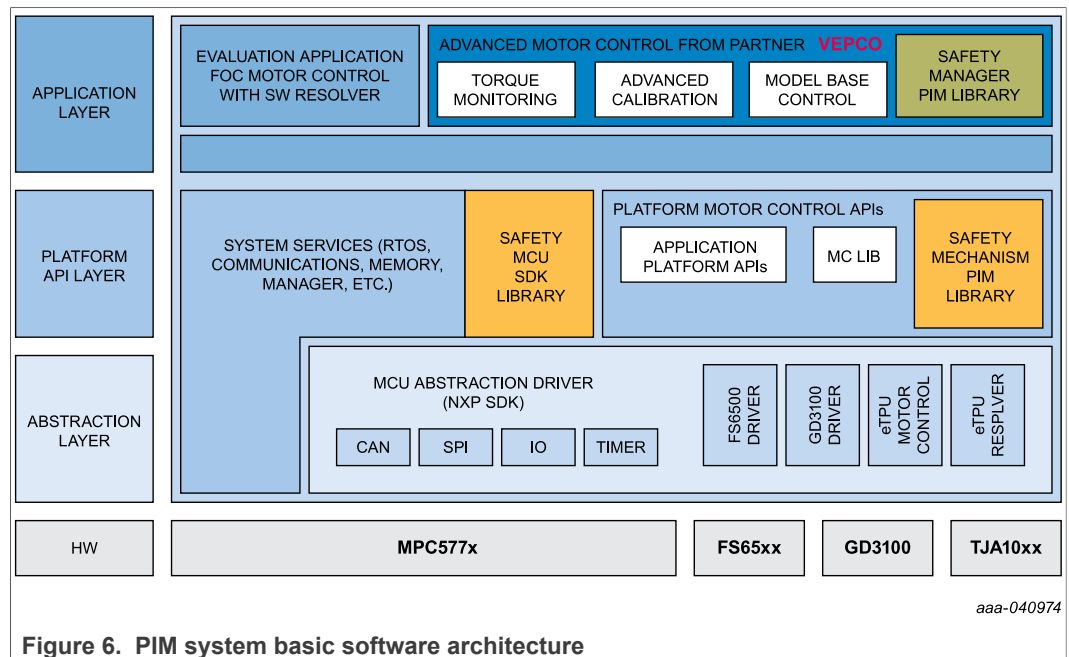 APPLICATION
LAYER
EVALUATION APPLICATION
FOC MOTOR CONTROL
WITH SW RESOLVER
ADVANCED MOTOR CONTROL FROM PARTNER VEPCO
TORQUE
MONITORING
ADVANCED
CALIBRATION
MODEL BASE
CONTROL
SAFETY
MANAGER
PIM LIBRARY
PLATFORM
API LAYER
SYSTEM SERVICES (RTOS,
COMMUNICATIONS, MEMORY,
MANAGER, ETC.)
SAFETY
MCU
SDK
LIBRARY
PLATFORM MOTOR CONTROL APIs
APPLICATION
PLATFORM APIs
MC LIB
SAFETY
MECHANISM
PIM
LIBRARY
ABSTRACTION
LAYER
MCU ABSTRACTION DRIVER
(NXP SDK)
CAN
SPI
IO
TIMER
FS6500
DRIVER
GD3100
DRIVER
eTPU
MOTOR
CONTROL
eTPU
RESPLVER
HW
MPC577x
FS65xx
GD3100
TJA10xx
aaa-040974
Figure 6. PIM system basic software architecture